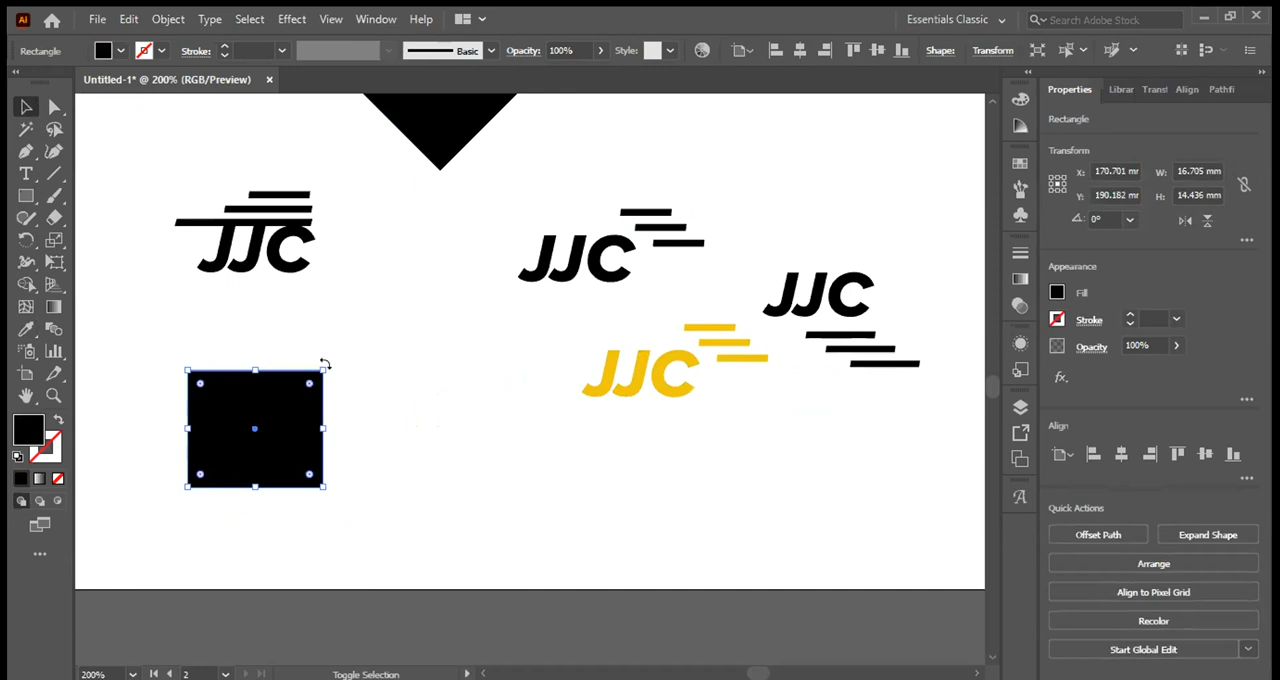 Ai File Edit Object Type Select Effect View Window Help Essentials Classic Search Adobe Stock
Rectangle Stroke: Basic Opacity: 100% Style: Shape: Transform
Untitled-1* @ 200% (RGB/Preview)
Properties Librar Transf Align Pathfi
Rectangle
Transform
X: 170.701 mr W: 16.705 mm
Y: 190.182 mr H: 14.436 mm
0°
Appearance
Fill
Stroke
Opacity 100%
fx.
Align
Quick Actions
Offset Path Expand Shape
Arrange
Align to Pixel Grid
Recolor
Start Global Edit
JJC
JJC
JJC
JJC
200% 2 Toggle Selection